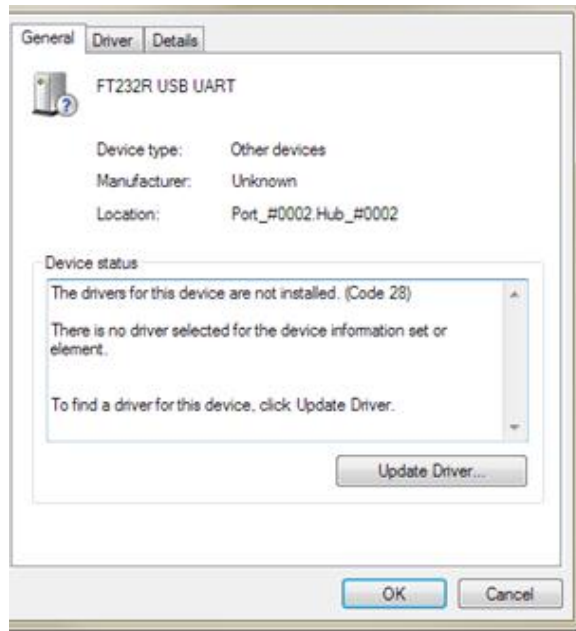 General Driver Details
FT232R USB UART
Device type: Other devices
Manufacturer: Unknown
Location: Port_#0002.Hub_#0002
Device status
The drivers for this device are not installed. (Code 28)
There is no driver selected for the device information set or
element.
To find a driver for this device, click Update Driver.
Update Driver...
OK Cancel